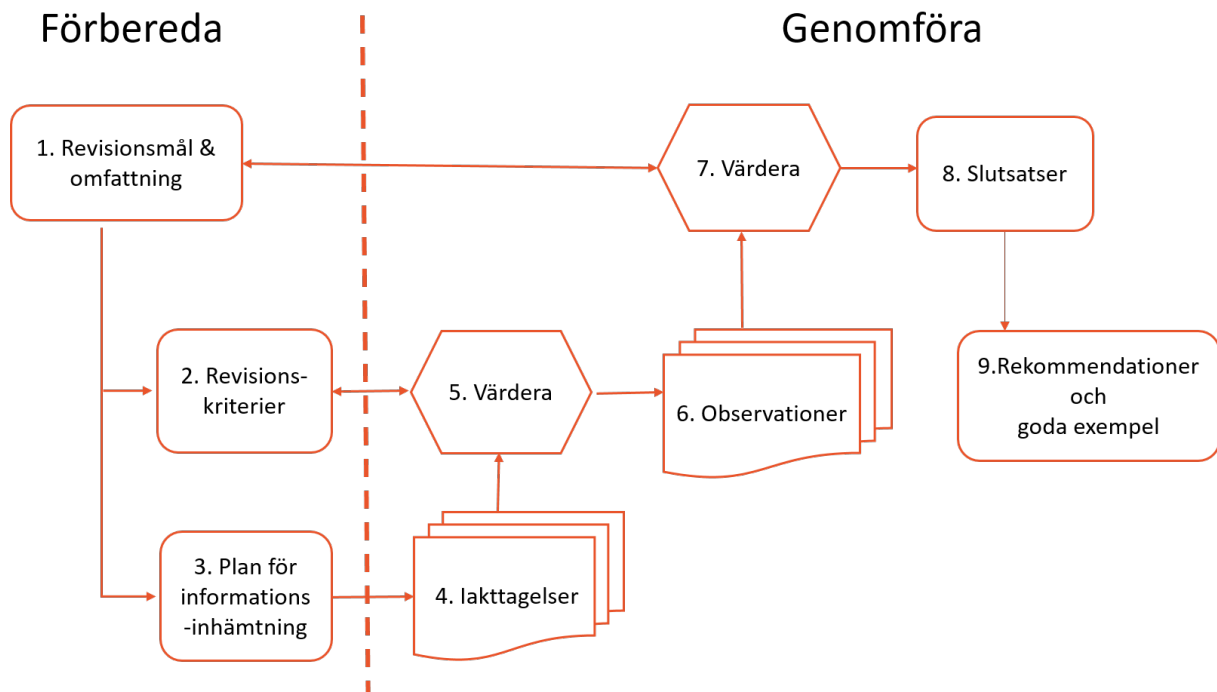 Förbereda
Genomföra
1. Revisionsmål &
omfattning
7. Värdera
8. Slutsatser
2. Revisions-
kriterier
5. Värdera
6. Observationer
9.Rekommendationer
och
goda exempel
3. Plan för
informations
-inhämtning
4. Iakttagelser